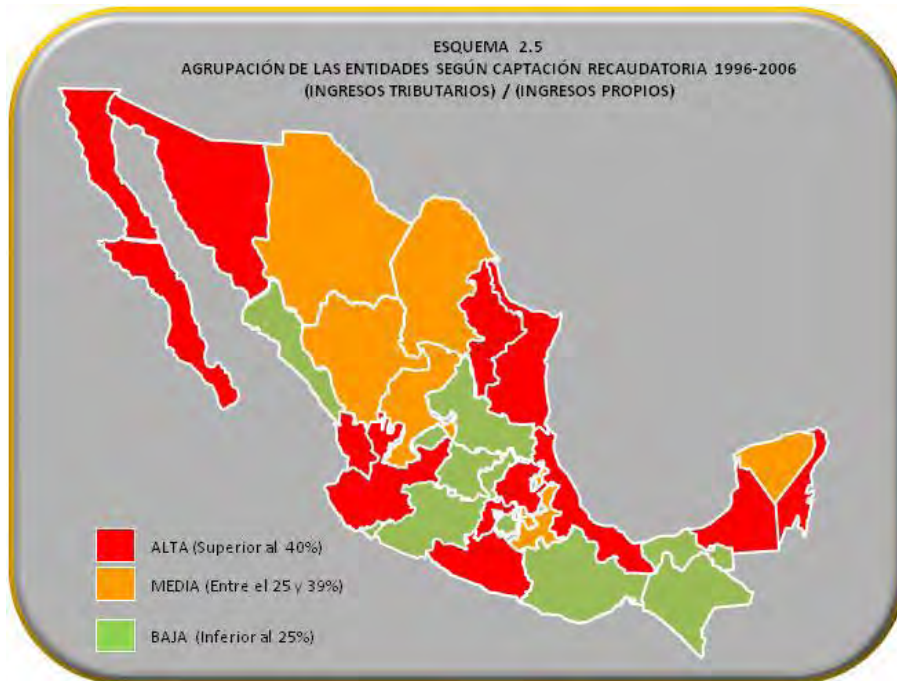 ESQUEMA 2.5
AGRUPACIÓN DE LAS ENTIDADES SEGÚN CAPTACIÓN RECAUDATORIA 1996-2006
(INGRESOS TRIBUTARIOS) / (INGRESOS PROPIOS)
ALTA (Superior al 40%)
MEDIA (Entre el 25 y 39%)
BAJA (Inferior al 25%)